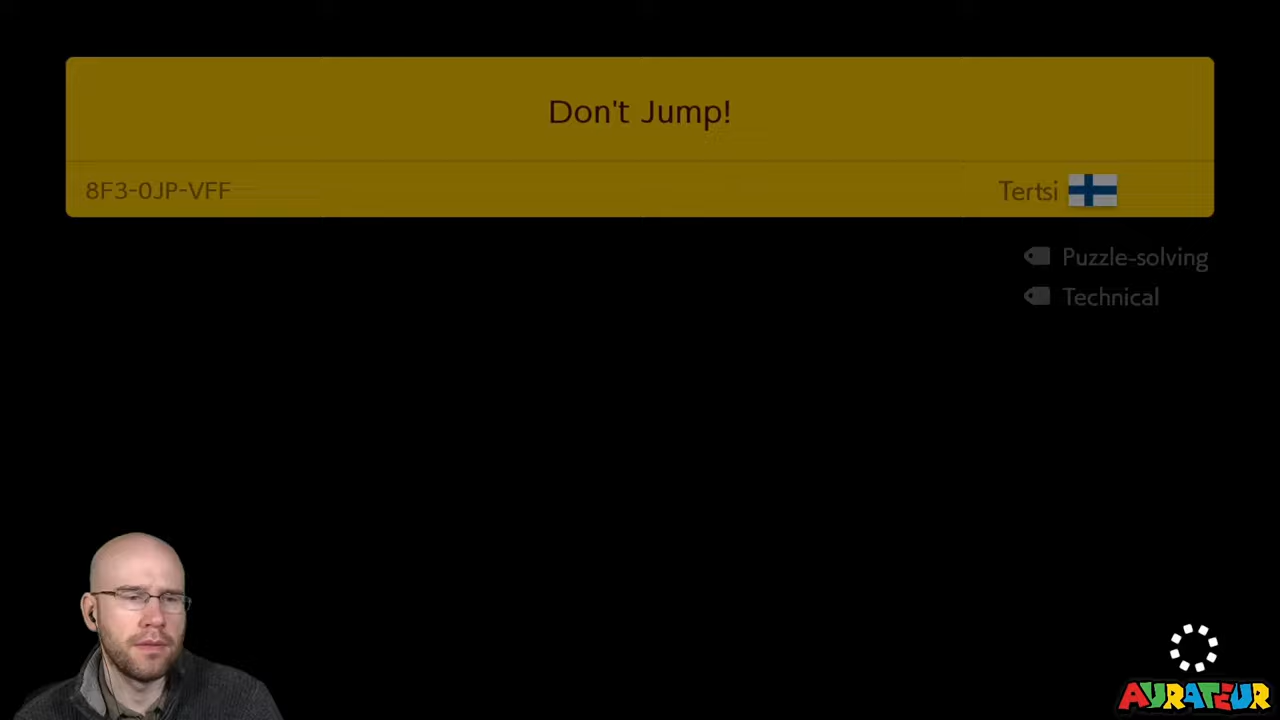 Don't Jump!
8F3-0JP-VFF
Tertsi
Puzzle-solving
Technical
AURATEUR